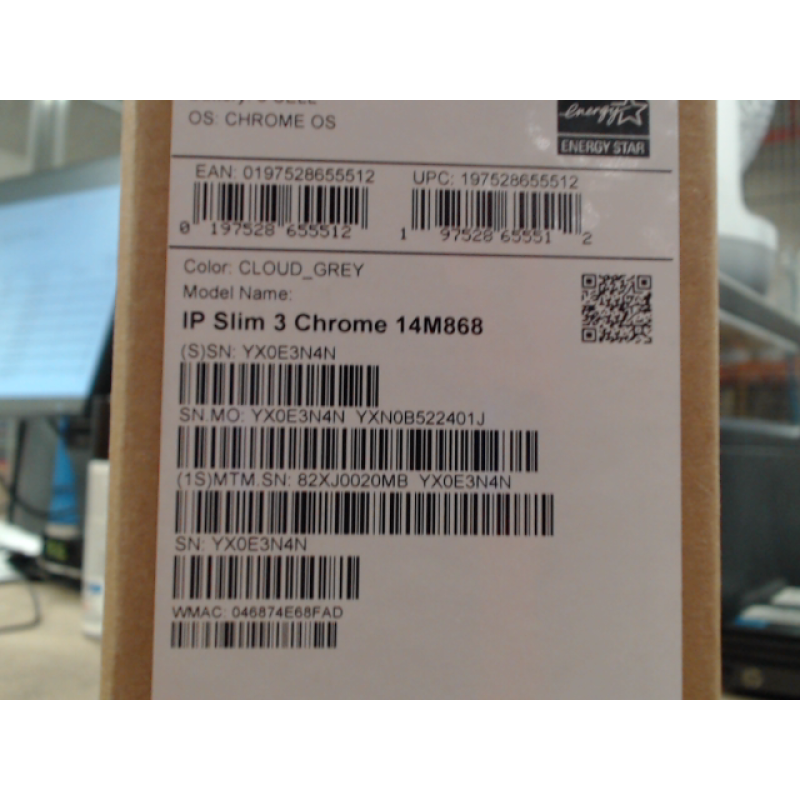 OS: CHROME OS
energy
ENERGY STAR
EAN: 0197528655512
UPC: 197528655512
0 197528 655512
1 97528 65551 2
Color: CLOUD_GREY
Model Name:
IP Slim 3 Chrome 14M868
(S)SN: YX0E3N4N
SN.MO: YX0E3N4N YXN0B522401J
(1S)MTM.SN: 82XJ0020MB YX0E3N4N
SN: YX0E3N4N
WMAC: 046874E68FAD